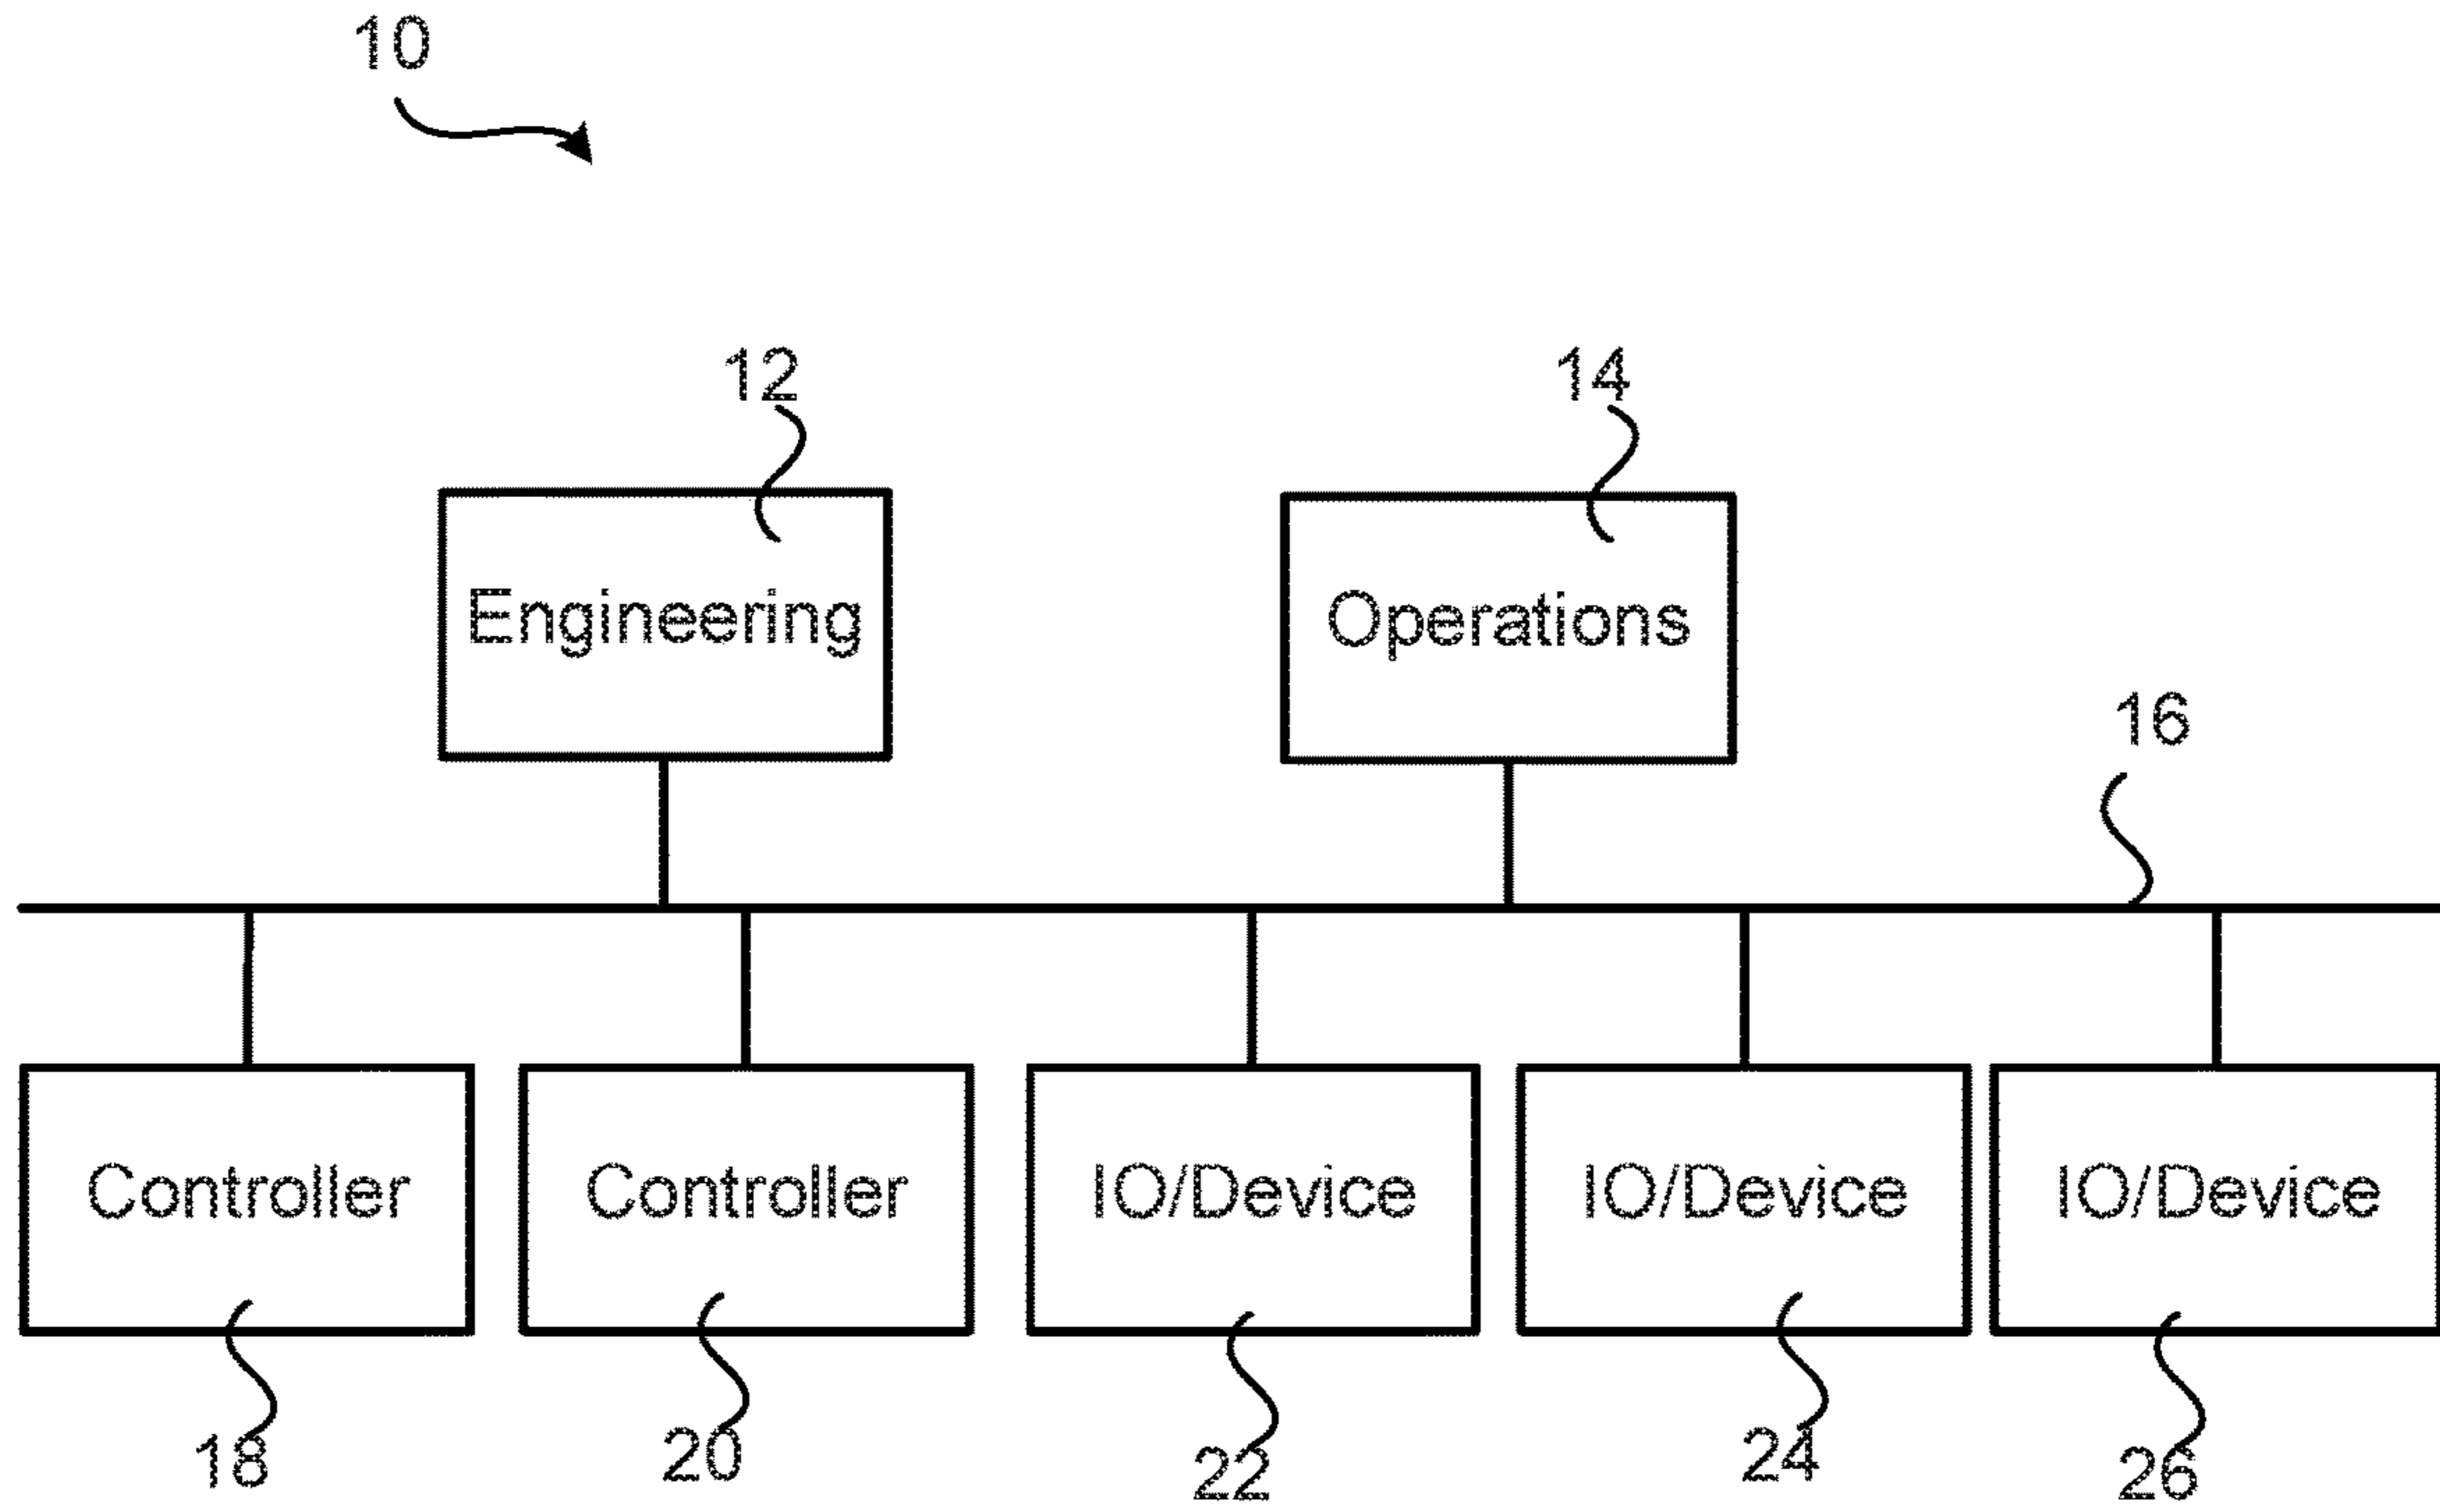 10
12
14
Engineering
Operations
16
Controller
Controller
IO/Device
IO/Device
IO/Device
18
20
22
24
26